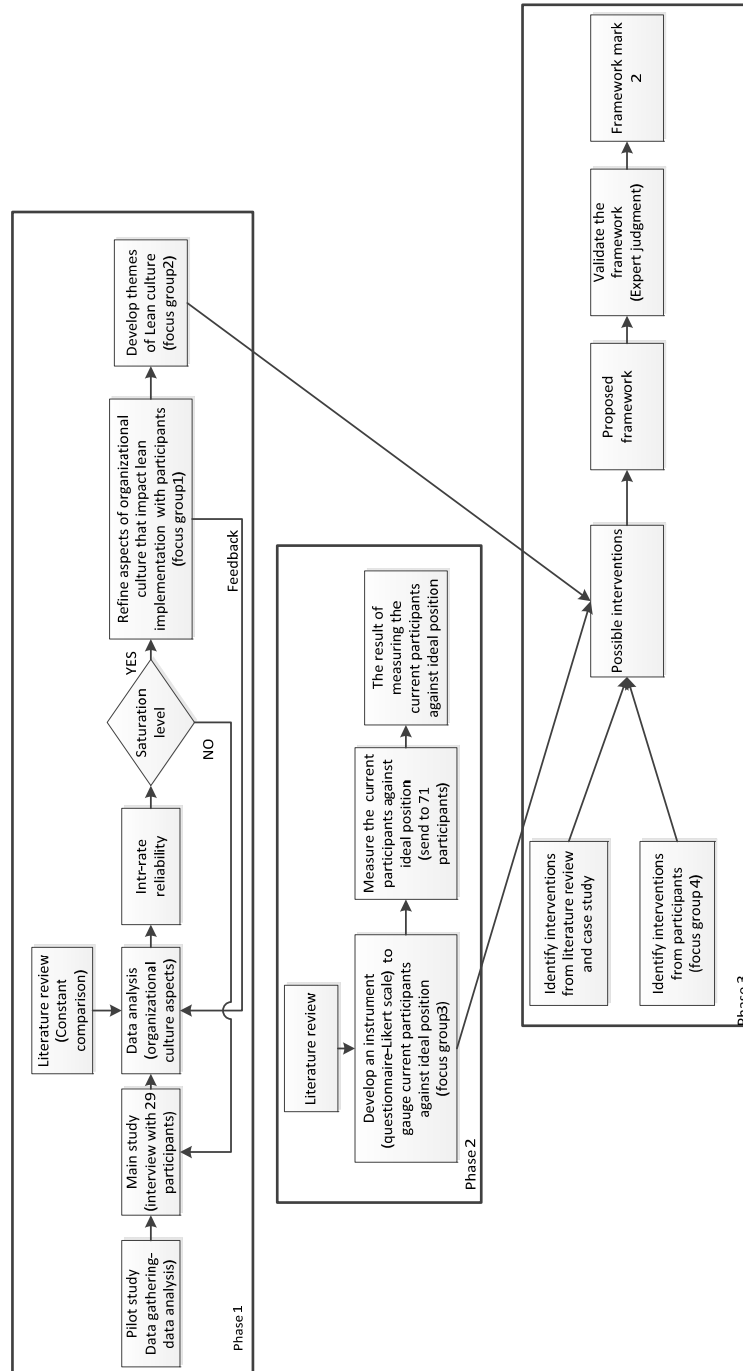 Pilot study
Data gathering-
data analysis)
Main study
(interview with 29
participants)
Literature review
(Constant
comparison)
Data analysis
(organizational
culture aspects)
Intr-rate
reliability
Saturation
level
YES
NO
Refine aspects of organizational
culture that impact lean
implementation with participants
(focus group1)
Feedback
Develop themes
of Lean culture
(focus group2)
Phase 1
Literature review
Develop an instrument
(questionnaire-Likert scale) to
gauge current participants
against ideal position
(focus group3)
Measure the current
participants against
ideal position
(send to 71
participants)
The result of
measuring the
current participants
against ideal position
Phase 2
Identify interventions
from literature review
and case study
Identify interventions
from participants
(focus group 4)
Possible interventions
Proposed
framework
Validate the
framework
(Expert judgment)
Framework mark
2
Phase 3